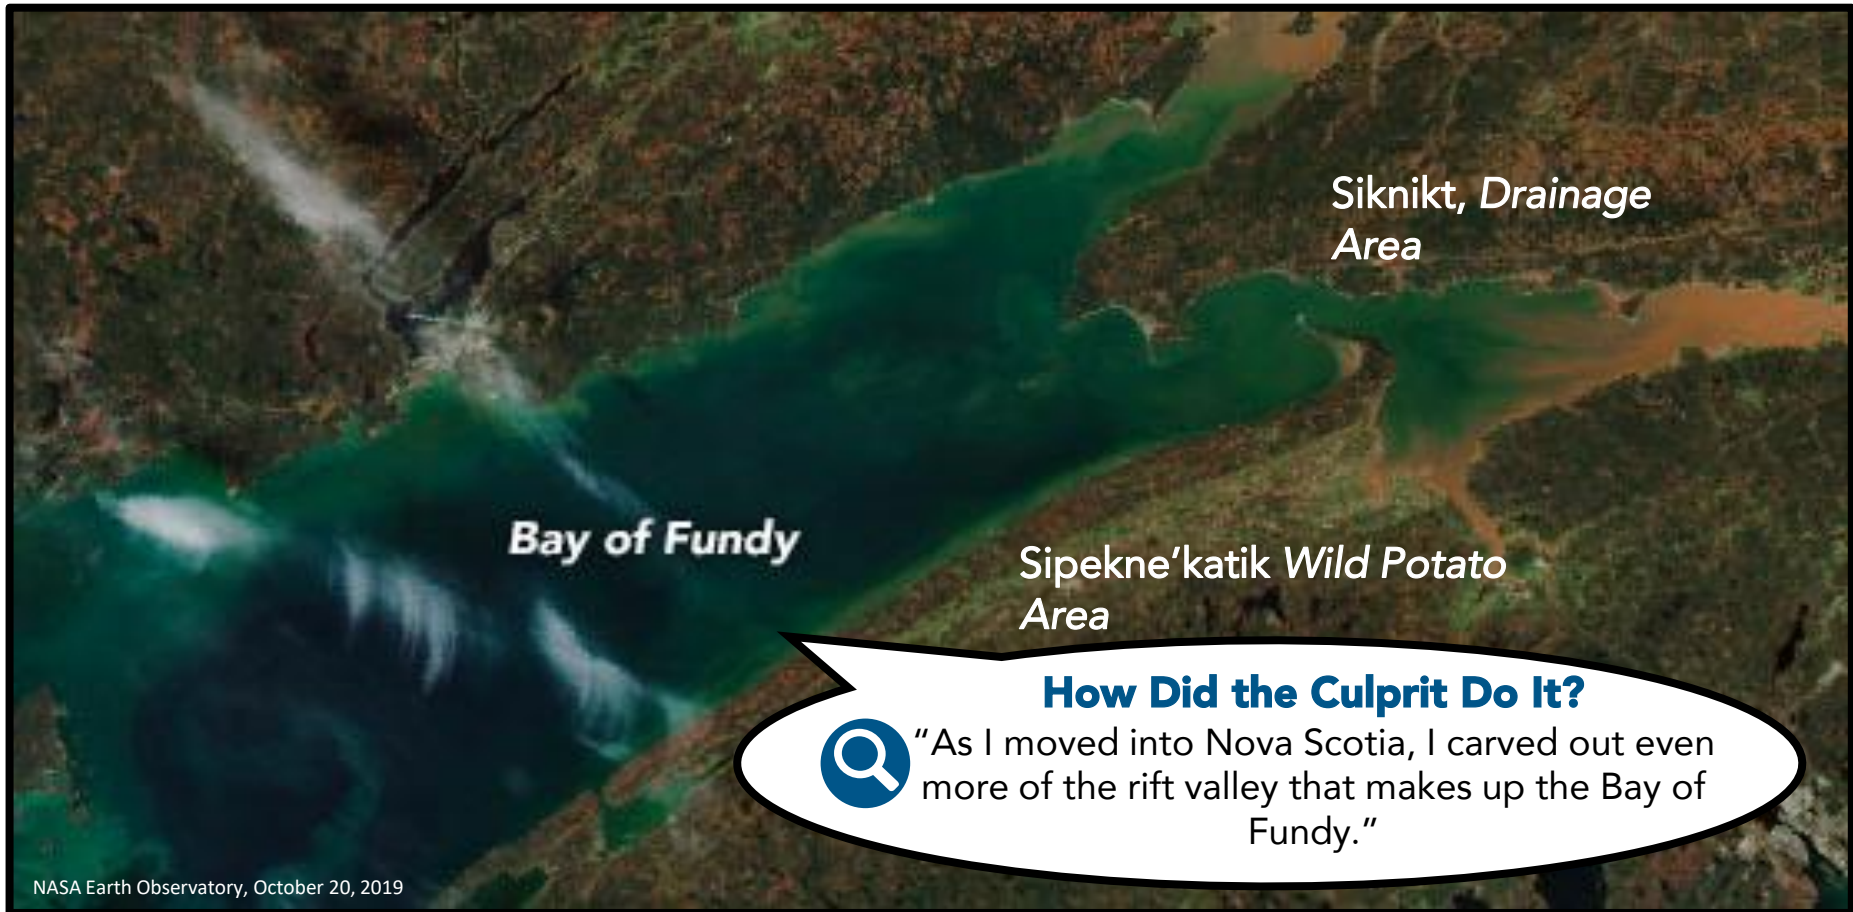 Siknikt, Drainage
Area
Bay of Fundy
Sipekne’katik Wild Potato
Area
How Did the Culprit Do It?
“As I moved into Nova Scotia, I carved out even
more of the rift valley that makes up the Bay of
Fundy.”
NASA Earth Observatory, October 20, 2019